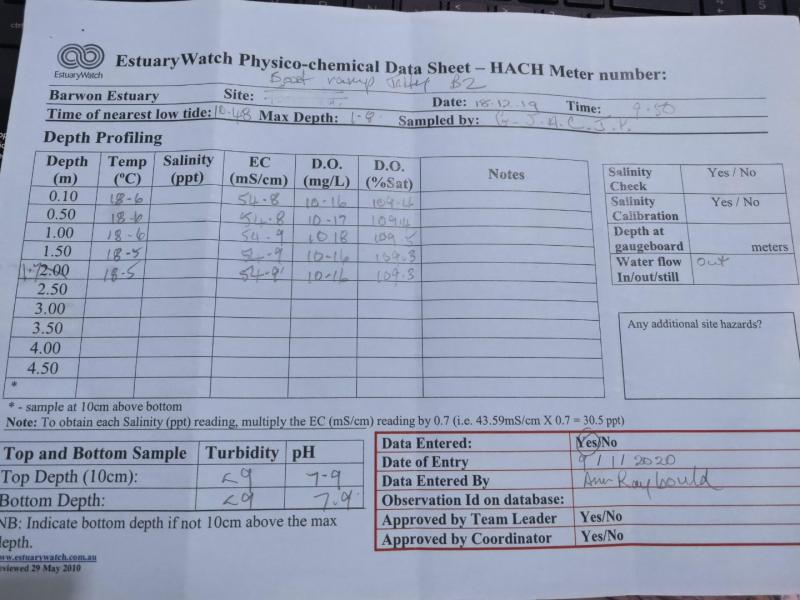 EstuaryWatch
EstuaryWatch Physico-chemical Data Sheet – HACH Meter number:
Boat ramp Jetty B2
Barwon Estuary Site: Date: 18.12.19 Time: 9.50
Time of nearest low tide: 10.48 Max Depth: 1.8 Sampled by: G. J. A. C. J. P.
Depth Profiling
Depth (m) Temp (ºC) Salinity (ppt) EC (mS/cm) D.O. (mg/L) D.O. (%Sat) Notes
0.10 18-6 54-8 10-16 109-4
0.50 18-6 54-8 10-17 109.4
1.00 18-6 54-9 1018 109.5
1.50 18-5 54-9 10-16 109.3
1.70 2.00 18-5 54-9 10-16 109.3
2.50
3.00
3.50
4.00
4.50
*
Salinity Check Yes / No
Salinity Calibration Yes / No
Depth at gaugeboard meters
Water flow In/out/still out
Any additional site hazards?
* - sample at 10cm above bottom
Note: To obtain each Salinity (ppt) reading, multiply the EC (mS/cm) reading by 0.7 (i.e. 43.59mS/cm X 0.7 = 30.5 ppt)
Top and Bottom Sample Turbidity pH
Top Depth (10cm): <9 7-9
Bottom Depth: <9 7.9
NB: Indicate bottom depth if not 10cm above the max
depth.
www.estuarywatch.com.au
reviewed 29 May 2010
Data Entered: Yes/No
Date of Entry 9/1/2020
Data Entered By Ann Raybould
Observation Id on database:
Approved by Team Leader Yes/No
Approved by Coordinator Yes/No